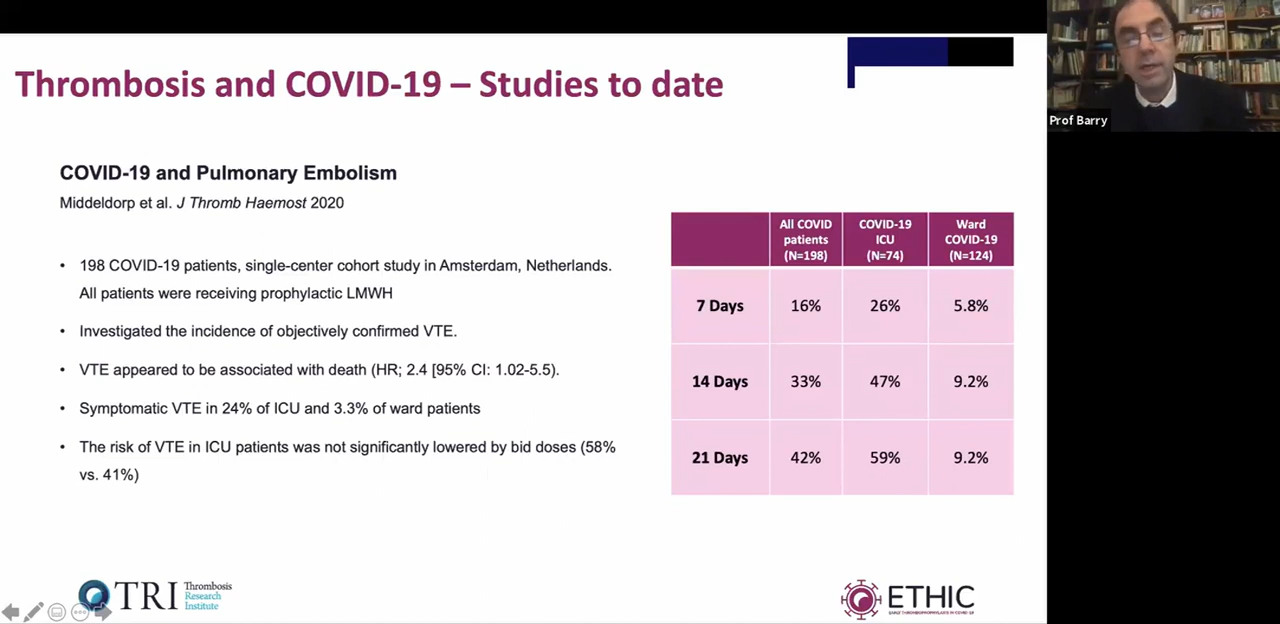 Thrombosis and COVID-19 – Studies to date
Prof Barry
COVID-19 and Pulmonary Embolism
Middeldorp et al. J Thromb Haemost 2020
• 198 COVID-19 patients, single-center cohort study in Amsterdam, Netherlands.
All patients were receiving prophylactic LMWH
• Investigated the incidence of objectively confirmed VTE.
• VTE appeared to be associated with death (HR; 2.4 [95% CI: 1.02-5.5).
• Symptomatic VTE in 24% of ICU and 3.3% of ward patients
• The risk of VTE in ICU patients was not significantly lowered by bid doses (58%
vs. 41%)
All COVID patients (N=198) COVID-19 ICU (N=74) Ward COVID-19 (N=124)
7 Days 16% 26% 5.8%
14 Days 33% 47% 9.2%
21 Days 42% 59% 9.2%
TRI
Thrombosis
Research
Institute
ETHIC
EARLY THROMBOPROPHYLAXIS IN COVID-19